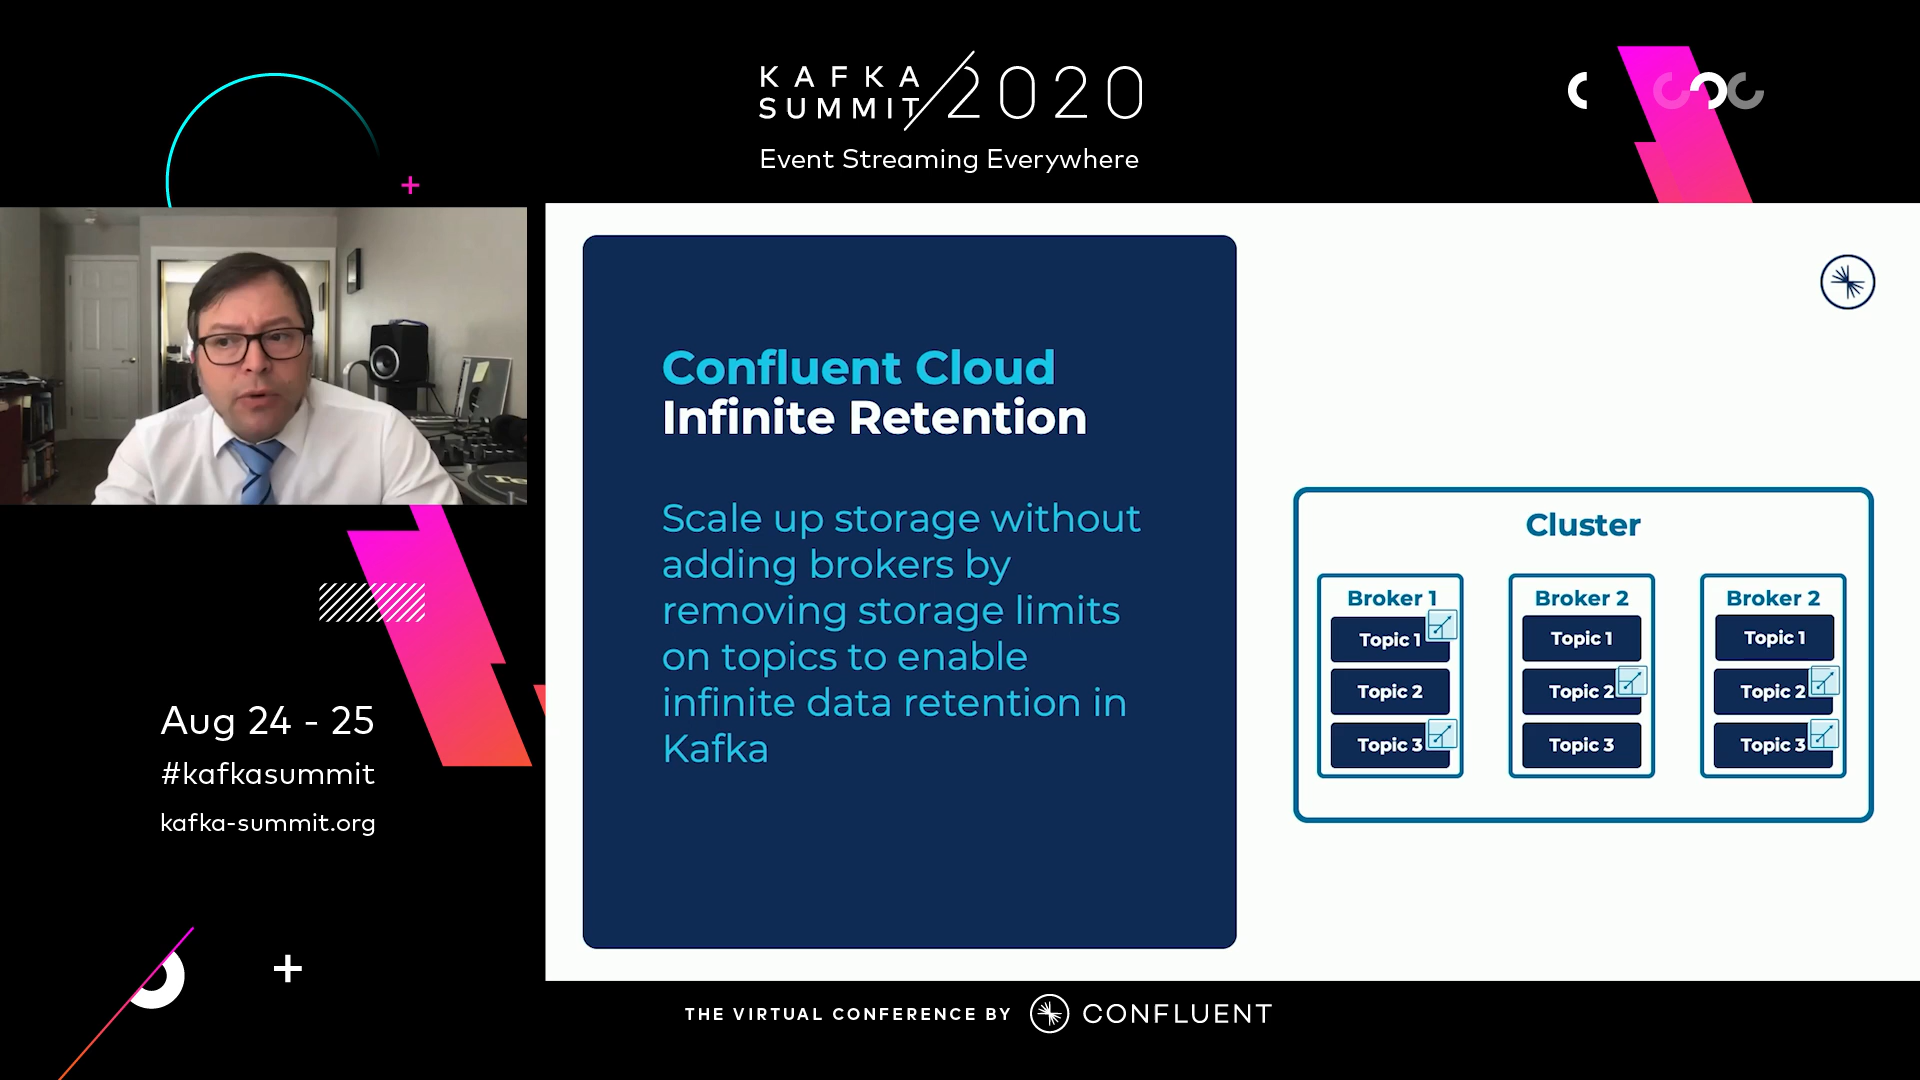 KAFKA
SUMMIT 2020
Event Streaming Everywhere
Confluent Cloud
Infinite Retention
Scale up storage without
adding brokers by
removing storage limits
on topics to enable
infinite data retention in
Kafka
Cluster
Broker 1
Topic 1
Topic 2
Topic 3
Broker 2
Topic 1
Topic 2
Topic 3
Broker 2
Topic 1
Topic 2
Topic 3
Aug 24 - 25
#kafkasummit
kafka-summit.org
THE VIRTUAL CONFERENCE BY CONFLUENT